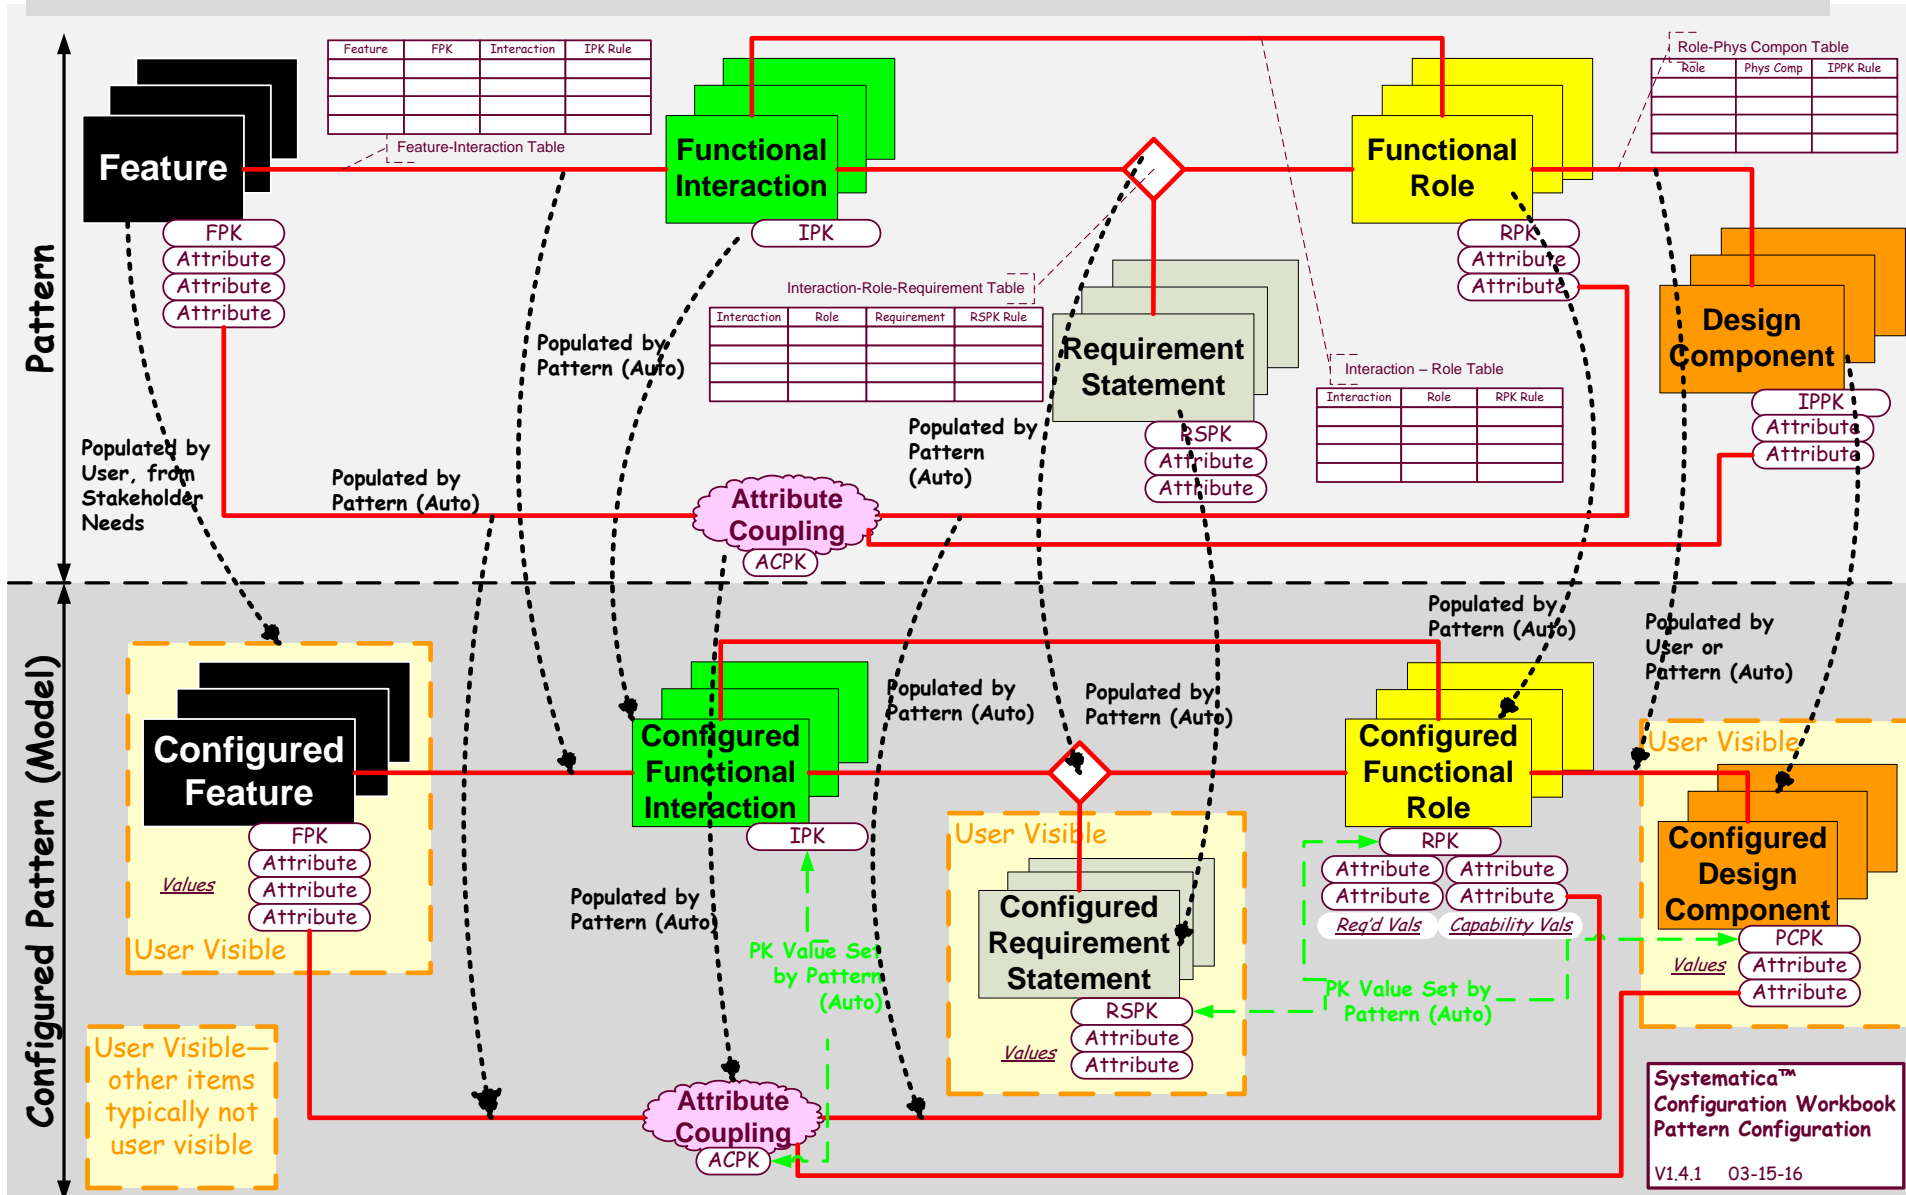 Pattern
Feature FPK Interaction IPK Rule
Feature-Interaction Table
Role-Phys Compon Table
Role Phys Comp IPPK Rule
Feature
Functional
Interaction
Functional
Role
FPK
Attribute
Attribute
Attribute
IPK
RPK
Attribute
Attribute
Interaction-Role-Requirement Table
Interaction Role Requirement RSPK Rule
Requirement
Statement
RSPK
Attribute
Attribute
Interaction – Role Table
Interaction Role RPK Rule
Design
Component
IPPK
Attribute
Attribute
Populated by
Pattern (Auto)
Populated by
User, from
Stakeholder
Needs
Populated by
Pattern (Auto)
Populated by
Pattern
(Auto)
Attribute
Coupling
ACPK
Configured Pattern (Model)
Populated by
Pattern (Auto)
Populated by
User or
Pattern (Auto)
Populated by
Pattern (Auto)
Populated by
Pattern (Auto)
Configured
Feature
FPK
Attribute
Attribute
Attribute
Values
User Visible
Configured
Functional
Interaction
IPK
Populated by
Pattern (Auto)
PK Value Set
by Pattern
(Auto)
User Visible
Configured
Requirement
Statement
RSPK
Attribute
Attribute
Values
Configured
Functional
Role
RPK
Attribute Attribute
Attribute Attribute
Req'd Vals Capability Vals
PK Value Set by
Pattern (Auto)
User Visible
Configured
Design
Component
PCPK
Attribute
Attribute
Values
User Visible—
other items
typically not
user visible
Attribute
Coupling
ACPK
Systematica™
Configuration Workbook
Pattern Configuration
V1.4.1 03-15-16